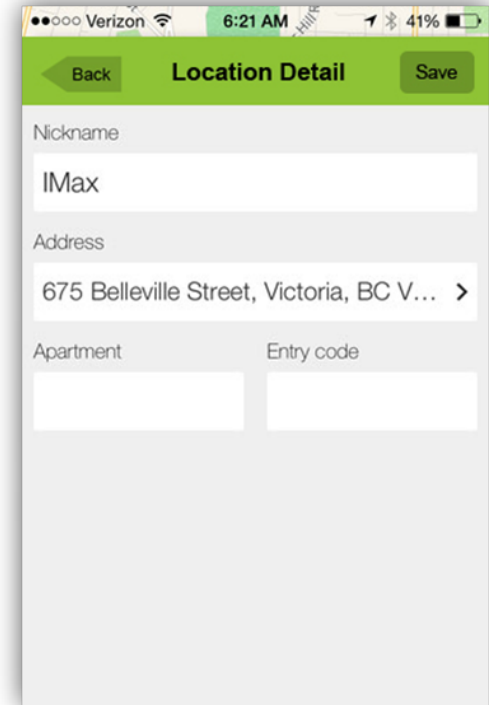 Verizon 6:21 AM 41%
Back Location Detail Save
Nickname
IMax
Address
675 Belleville Street, Victoria, BC V... >
Apartment Entry code